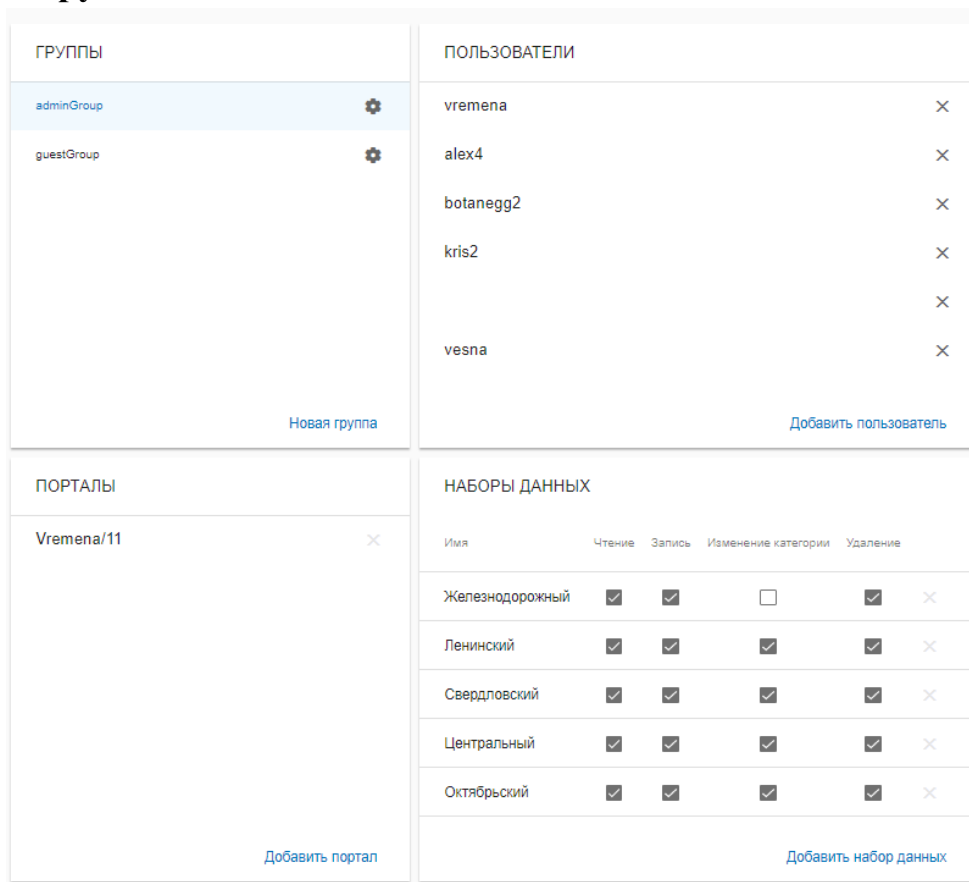 ГРУППЫ
adminGroup
guestGroup
Новая группа
ПОЛЬЗОВАТЕЛИ
vremena
alex4
botanegg2
kris2
vesna
Добавить пользователь
ПОРТАЛЫ
Vremena/11
Добавить портал
НАБОРЫ ДАННЫХ
Имя Чтение Запись Изменение категории Удаление
Железнодорожный
Ленинский
Свердловский
Центральный
Октябрьский
Добавить набор данных